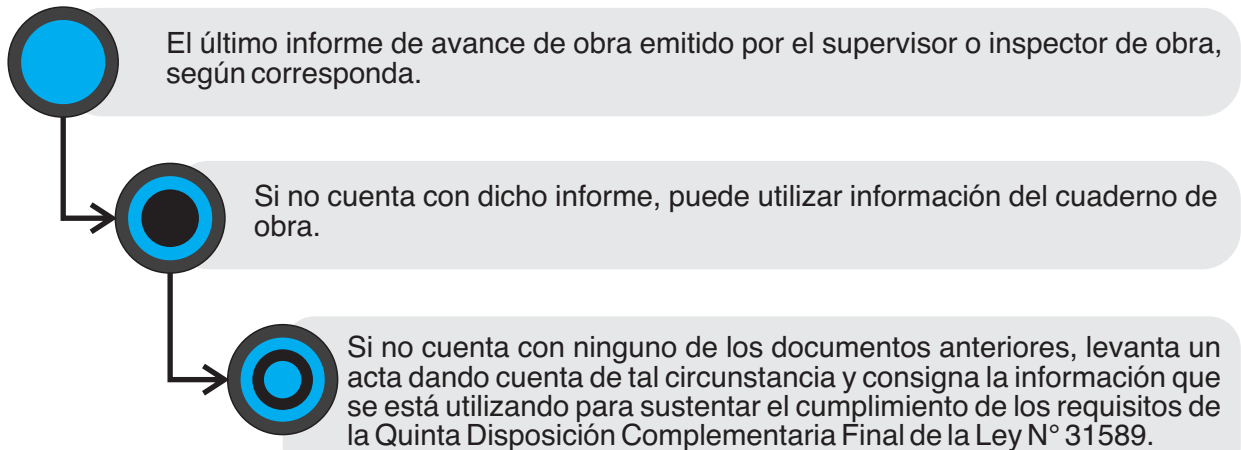 El último informe de avance de obra emitido por el supervisor o inspector de obra,
según corresponda.
Si no cuenta con dicho informe, puede utilizar información del cuaderno de
obra.
Si no cuenta con ninguno de los documentos anteriores, levanta un
acta dando cuenta de tal circunstancia y consigna la información que
se está utilizando para sustentar el cumplimiento de los requisitos de
la Quinta Disposición Complementaria Final de la Ley N° 31589.